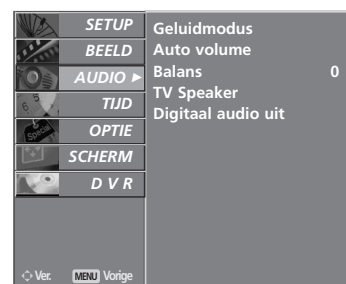 SETUP
BEELD
AUDIO
TIJD
OPTIE
SCHERM
D V R
Geluidmodus
Auto volume
Balans 0
TV Speaker
Digitaal audio uit
Ver. MENU Vorige